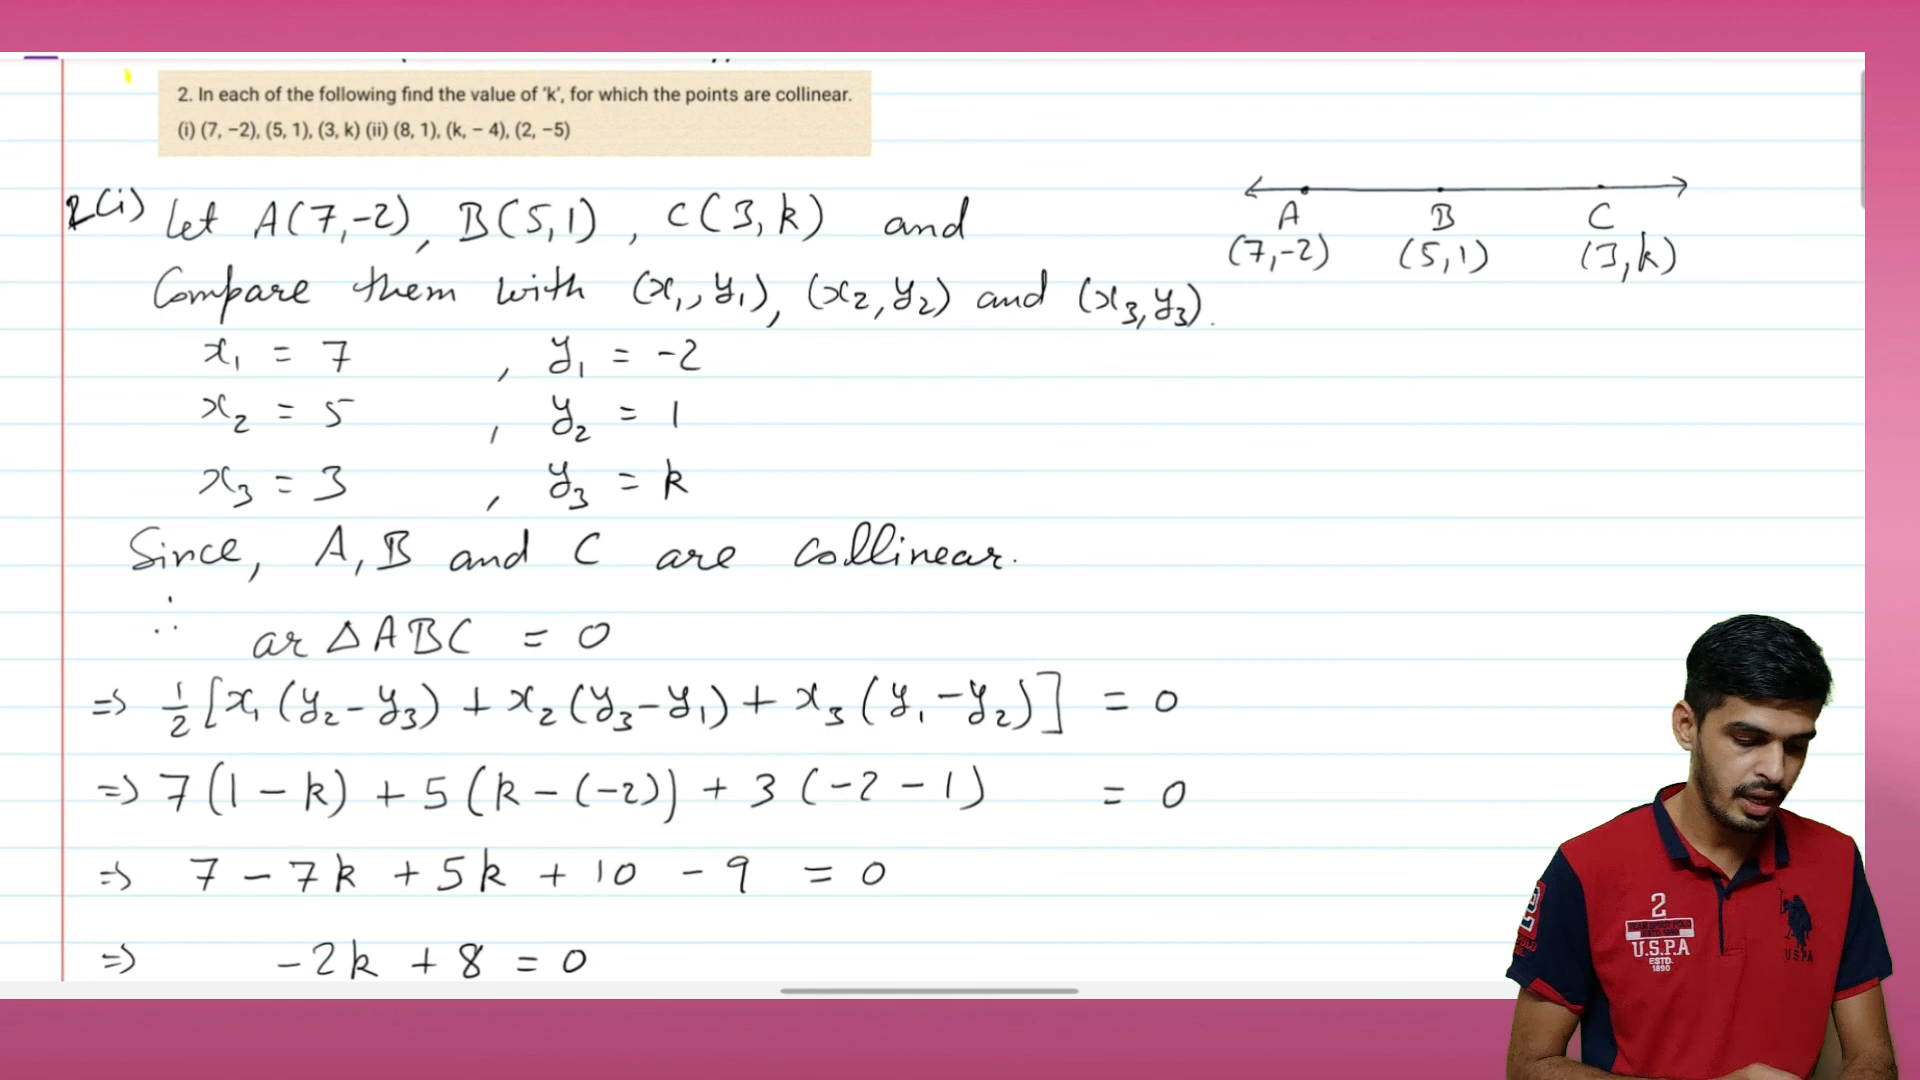 2. In each of the following find the value of 'k', for which the points are collinear.
(i) (7, −2), (5, 1), (3, k) (ii) (8, 1), (k, − 4), (2, −5)
2(i) Let A(7,-2), B(5,1), C(3,k) and
Compare them with (x₁,y₁), (x₂,y₂) and (x₃,y₃).
x₁ = 7 , y₁ = -2
x₂ = 5 , y₂ = 1
x₃ = 3 , y₃ = k
A B C
(7,-2) (5,1) (3,k)
Since, A, B and C are collinear.
∴ ar △ABC = 0
⇒ 1/2 [x₁(y₂-y₃) + x₂(y₃-y₁) + x₃(y₁-y₂)] = 0
⇒ 7(1-k) + 5(k-(-2)) + 3(-2-1) = 0
⇒ 7 - 7k + 5k + 10 - 9 = 0
⇒ -2k + 8 = 0
2
U.S.P.A
ESTD.
1890
USPA